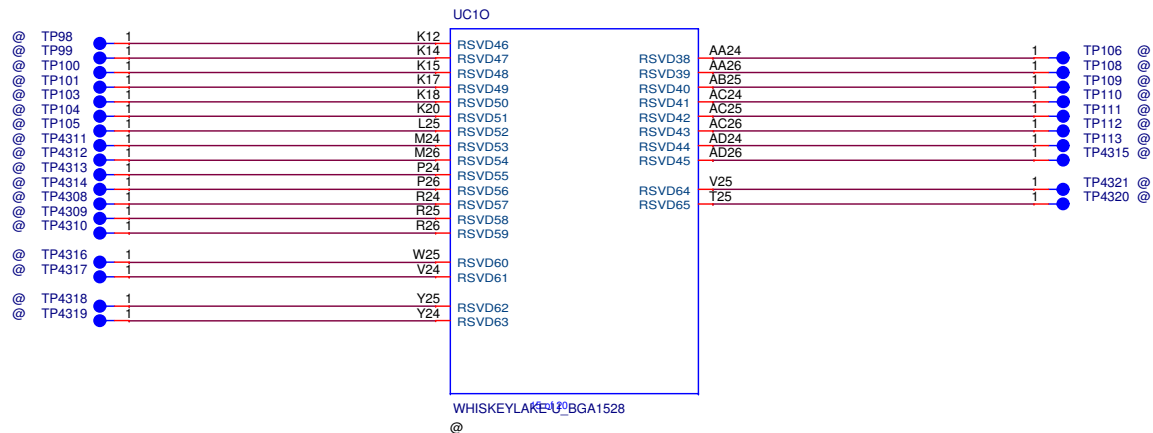 UC1O
@ TP98 1 K12 RSVD46
@ TP99 1 K14 RSVD47
@ TP100 1 K15 RSVD48
@ TP101 1 K17 RSVD49
@ TP103 1 K18 RSVD50
@ TP104 1 K20 RSVD51
@ TP105 1 L25 RSVD52
@ TP4311 1 M24 RSVD53
@ TP4312 1 M26 RSVD54
@ TP4313 1 P24 RSVD55
@ TP4314 1 P26 RSVD56
@ TP4308 1 R24 RSVD57
@ TP4309 1 R25 RSVD58
@ TP4310 1 R26 RSVD59
@ TP4316 1 W25 RSVD60
@ TP4317 1 V24 RSVD61
@ TP4318 1 Y25 RSVD62
@ TP4319 1 Y24 RSVD63
RSVD38 AA24 1 TP106 @
RSVD39 AA26 1 TP108 @
RSVD40 AB25 1 TP109 @
RSVD41 AC24 1 TP110 @
RSVD42 AC25 1 TP111 @
RSVD43 AC26 1 TP112 @
RSVD44 AD24 1 TP113 @
RSVD45 AD26 1 TP4315 @
RSVD64 V25 1 TP4321 @
RSVD65 T25 1 TP4320 @
WHISKEYLAKE-U_BGA1528
@